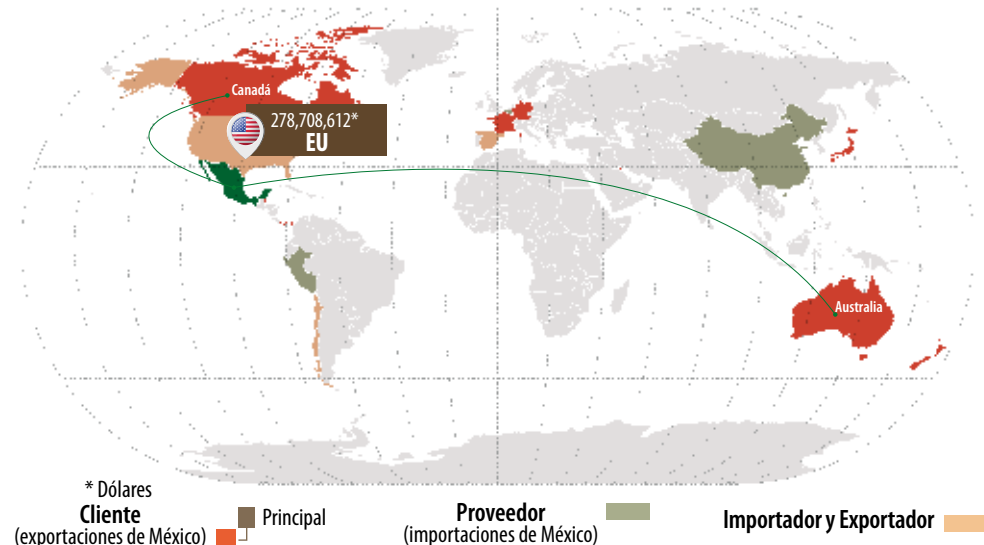 Canadá
278,708,612*
EU
Australia
* Dólares
Cliente
(exportaciones de México)
Principal
Proveedor
(importaciones de México)
Importador y Exportador